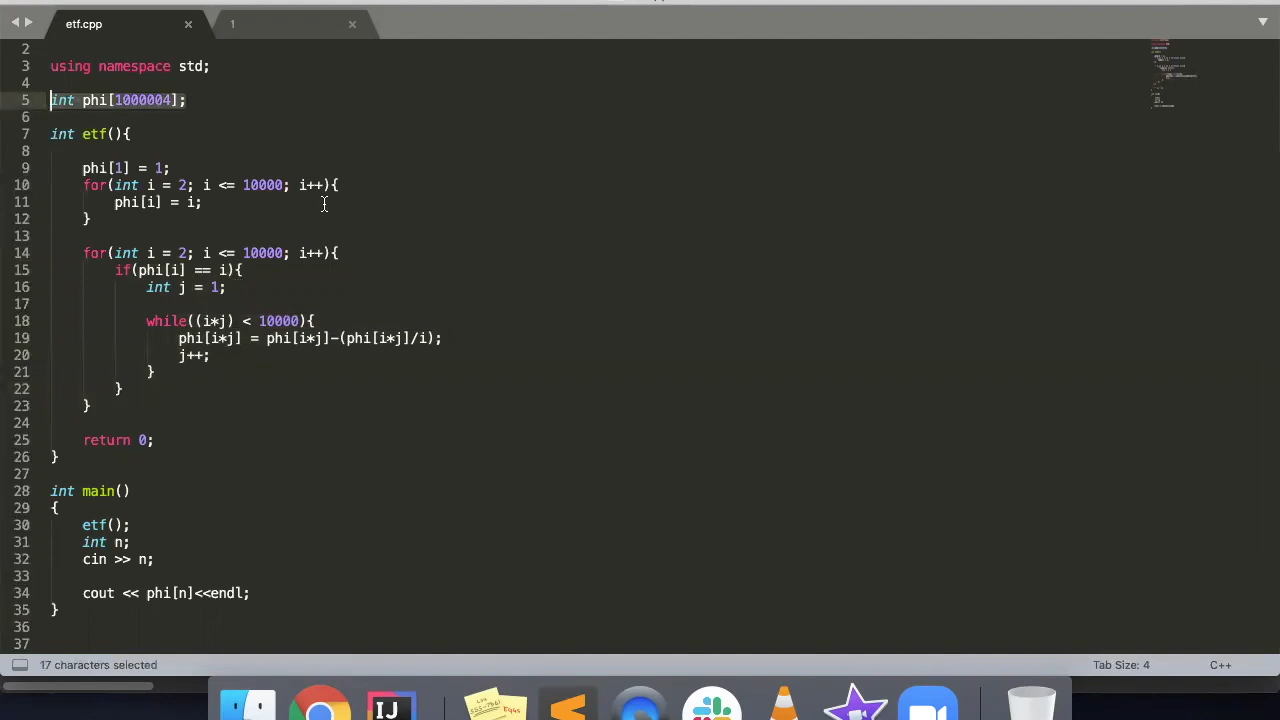 etf.cpp × 1 ×
2
3 using namespace std;
4
5 int phi[1000004];
6
7 int etf(){
8
9 phi[1] = 1;
10 for(int i = 2; i <= 10000; i++){
11 phi[i] = i;
12 }
13
14 for(int i = 2; i <= 10000; i++){
15 if(phi[i] == i){
16 int j = 1;
17
18 while((i*j) < 10000){
19 phi[i*j] = phi[i*j]-(phi[i*j]/i);
20 j++;
21 }
22 }
23 }
24
25 return 0;
26 }
27
28 int main()
29 {
30 etf();
31 int n;
32 cin >> n;
33
34 cout << phi[n]<<endl;
35 }
36
37
17 characters selected Tab Size: 4 C++
IJ